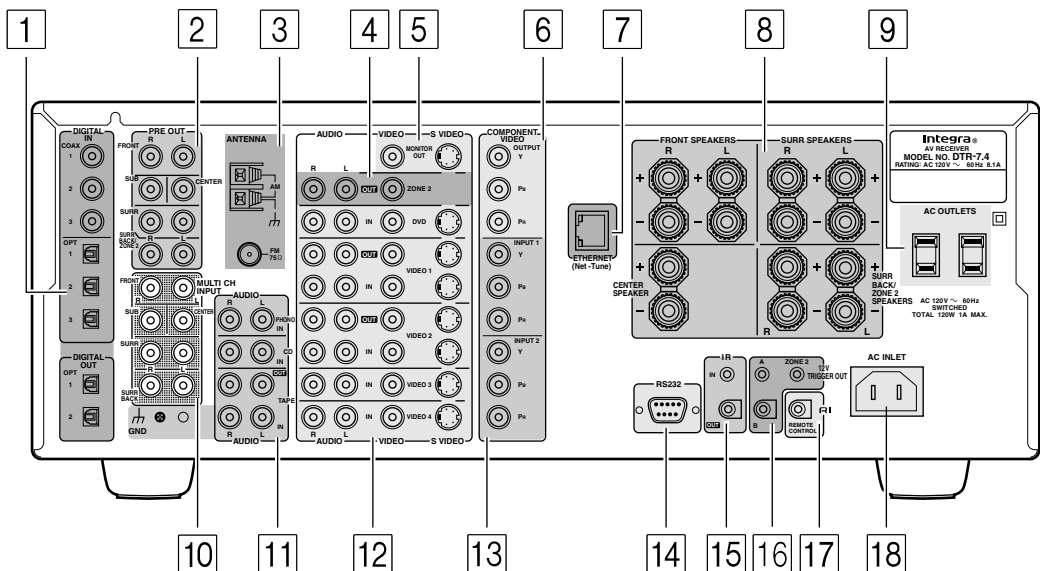 1 2 3 4 5 6 7 8 9
DIGITAL IN
COAX
1
2
3
OPT
1
2
3
DIGITAL OUT
OPT
1
2
PRE OUT
R L
FRONT
SUB CENTER
SURR
SURR BACK/ ZONE 2
R L
FRONT
MULTI CH INPUT
R L
SUB CENTER
SURR
R L
SURR BACK
GND
ANTENNA
AM
FM 75Ω
AUDIO
R L
PHONO
IN
CD
IN
OUT
TAPE
IN
R L
AUDIO
AUDIO VIDEO S VIDEO
R L
MONITOR OUT
OUT ZONE 2
IN DVD
OUT
VIDEO 1
IN
OUT
VIDEO 2
IN
IN VIDEO 3
IN VIDEO 4
R L
AUDIO VIDEO S VIDEO
COMPONENT VIDEO
OUTPUT
Y
PB
PR
INPUT 1
Y
PB
PR
INPUT 2
Y
PB
PR
ETHERNET
(Net-Tune)
FRONT SPEAKERS
R L
SURR SPEAKERS
R L
+ + + +
− − − −
CENTER SPEAKER
+ + +
− − −
SURR BACK/ ZONE 2 SPEAKERS
R L
Integra®
AV RECEIVER
MODEL NO. DTR-7.4
RATING: AC 120V ~ 60Hz 8.1A
AC OUTLETS
AC 120V ~ 60Hz
SWITCHED
TOTAL 120W 1A MAX.
RS232
IR
IN
OUT
A ZONE 2
12V TRIGGER OUT
B
REMOTE CONTROL
RI
AC INLET
10 11 12 13 14 15 16 17 18